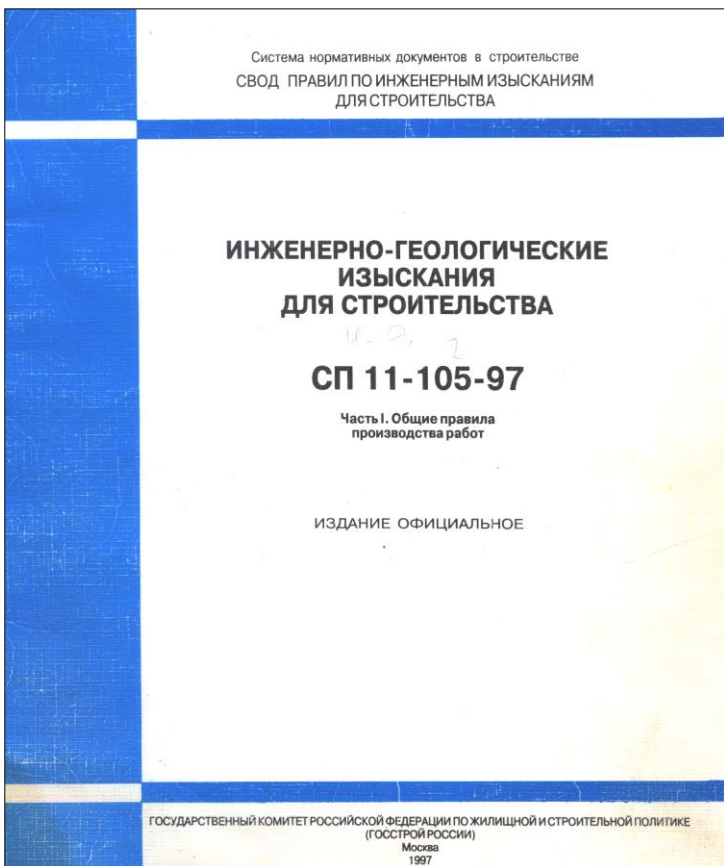 Система нормативных документов в строительстве
СВОД ПРАВИЛ ПО ИНЖЕНЕРНЫМ ИЗЫСКАНИЯМ
ДЛЯ СТРОИТЕЛЬСТВА
ИНЖЕНЕРНО-ГЕОЛОГИЧЕСКИЕ
ИЗЫСКАНИЯ
ДЛЯ СТРОИТЕЛЬСТВА
СП 11-105-97
Часть I. Общие правила
производства работ
ИЗДАНИЕ ОФИЦИАЛЬНОЕ
ГОСУДАРСТВЕННЫЙ КОМИТЕТ РОССИЙСКОЙ ФЕДЕРАЦИИ ПО ЖИЛИЩНОЙ И СТРОИТЕЛЬНОЙ ПОЛИТИКЕ
(ГОССТРОЙ РОССИИ)
Москва
1997